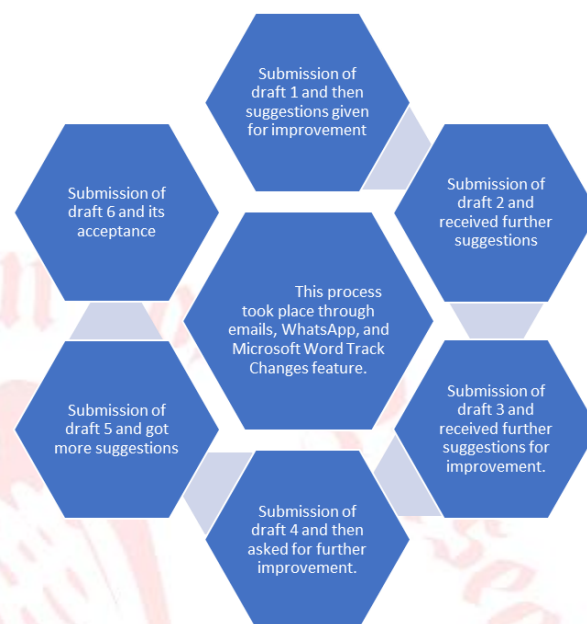 Submission of
draft 1 and then
suggestions given
for improvement
Submission of
draft 2 and
received further
suggestions
Submission of
draft 3 and
received further
suggestions for
improvement.
Submission of
draft 4 and then
asked for further
improvement.
Submission of
draft 5 and got
more suggestions
Submission of
draft 6 and its
acceptance
This process
took place through
emails, WhatsApp, and
Microsoft Word Track
Changes feature.